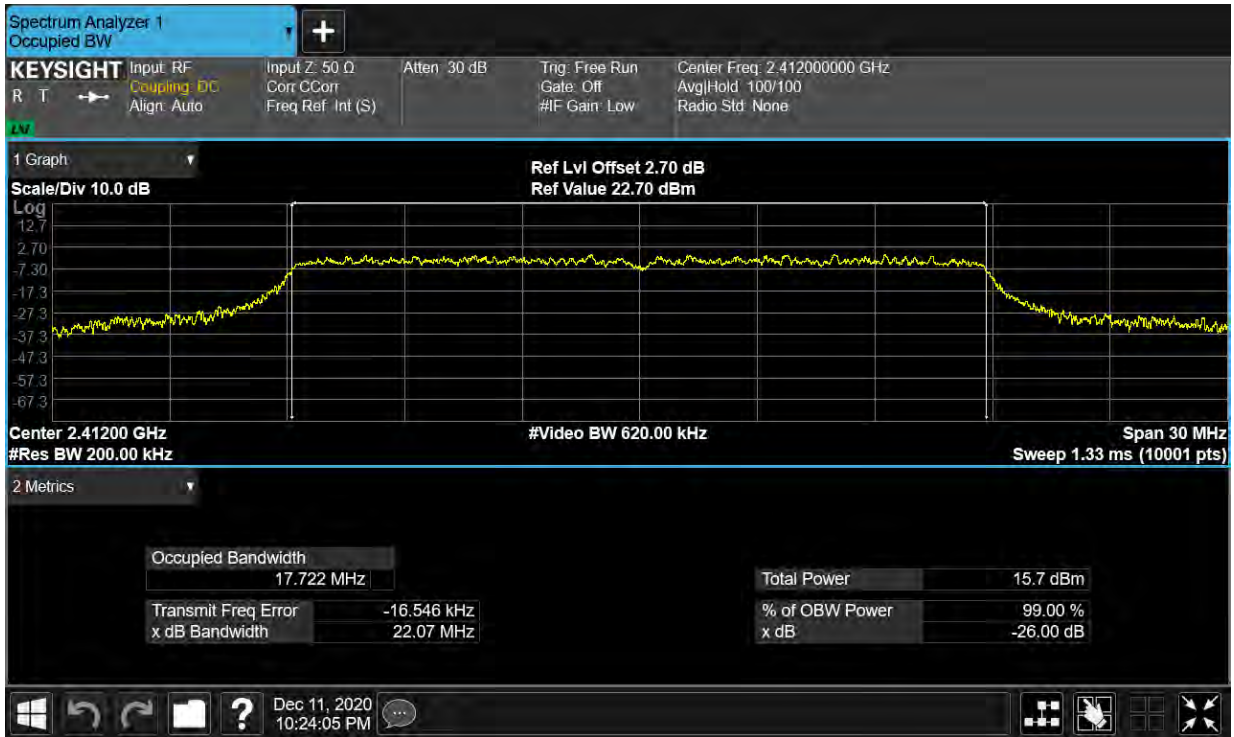 Spectrum Analyzer 1
Occupied BW
+
KEYSIGHT
R T
Input: RF
Coupling: DC
Align: Auto
Input Z: 50 Ω
Corr CCorr
Freq Ref: Int (S)
Atten: 30 dB
Trig: Free Run
Gate: Off
#IF Gain: Low
Center Freq: 2.412000000 GHz
Avg|Hold: 100/100
Radio Std: None
1 Graph
Ref Lvl Offset 2.70 dB
Scale/Div 10.0 dB
Ref Value 22.70 dBm
Log
12.7
2.70
-7.30
-17.3
-27.3
-37.3
-47.3
-57.3
-67.3
Center 2.41200 GHz
#Video BW 620.00 kHz
Span 30 MHz
#Res BW 200.00 kHz
Sweep 1.33 ms (10001 pts)
2 Metrics
Occupied Bandwidth
17.722 MHz
Total Power 15.7 dBm
Transmit Freq Error -16.546 kHz
% of OBW Power 99.00 %
x dB Bandwidth 22.07 MHz
x dB -26.00 dB
?
Dec 11, 2020
10:24:05 PM